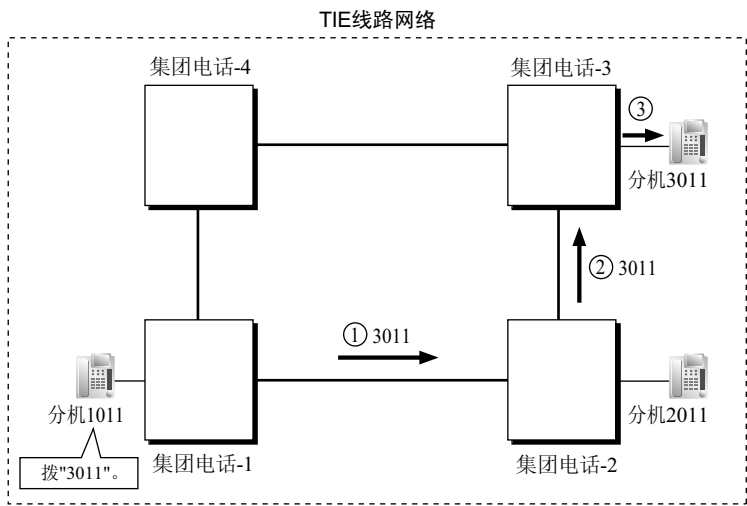 TIE线路网络
集团电话-4
集团电话-3
③
分机3011
② 3011
① 3011
分机1011
分机2011
拨"3011"。
集团电话-1
集团电话-2